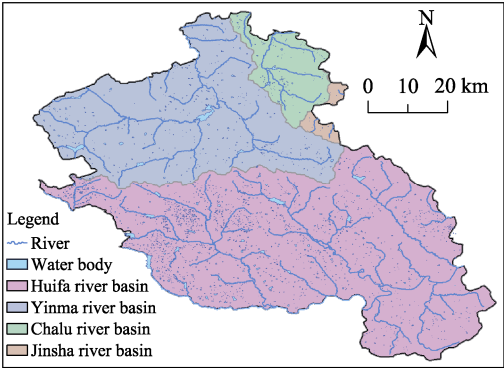 N
0 10 20 km
Legend
River
Water body
Huifa river basin
Yinma river basin
Chalu river basin
Jinsha river basin